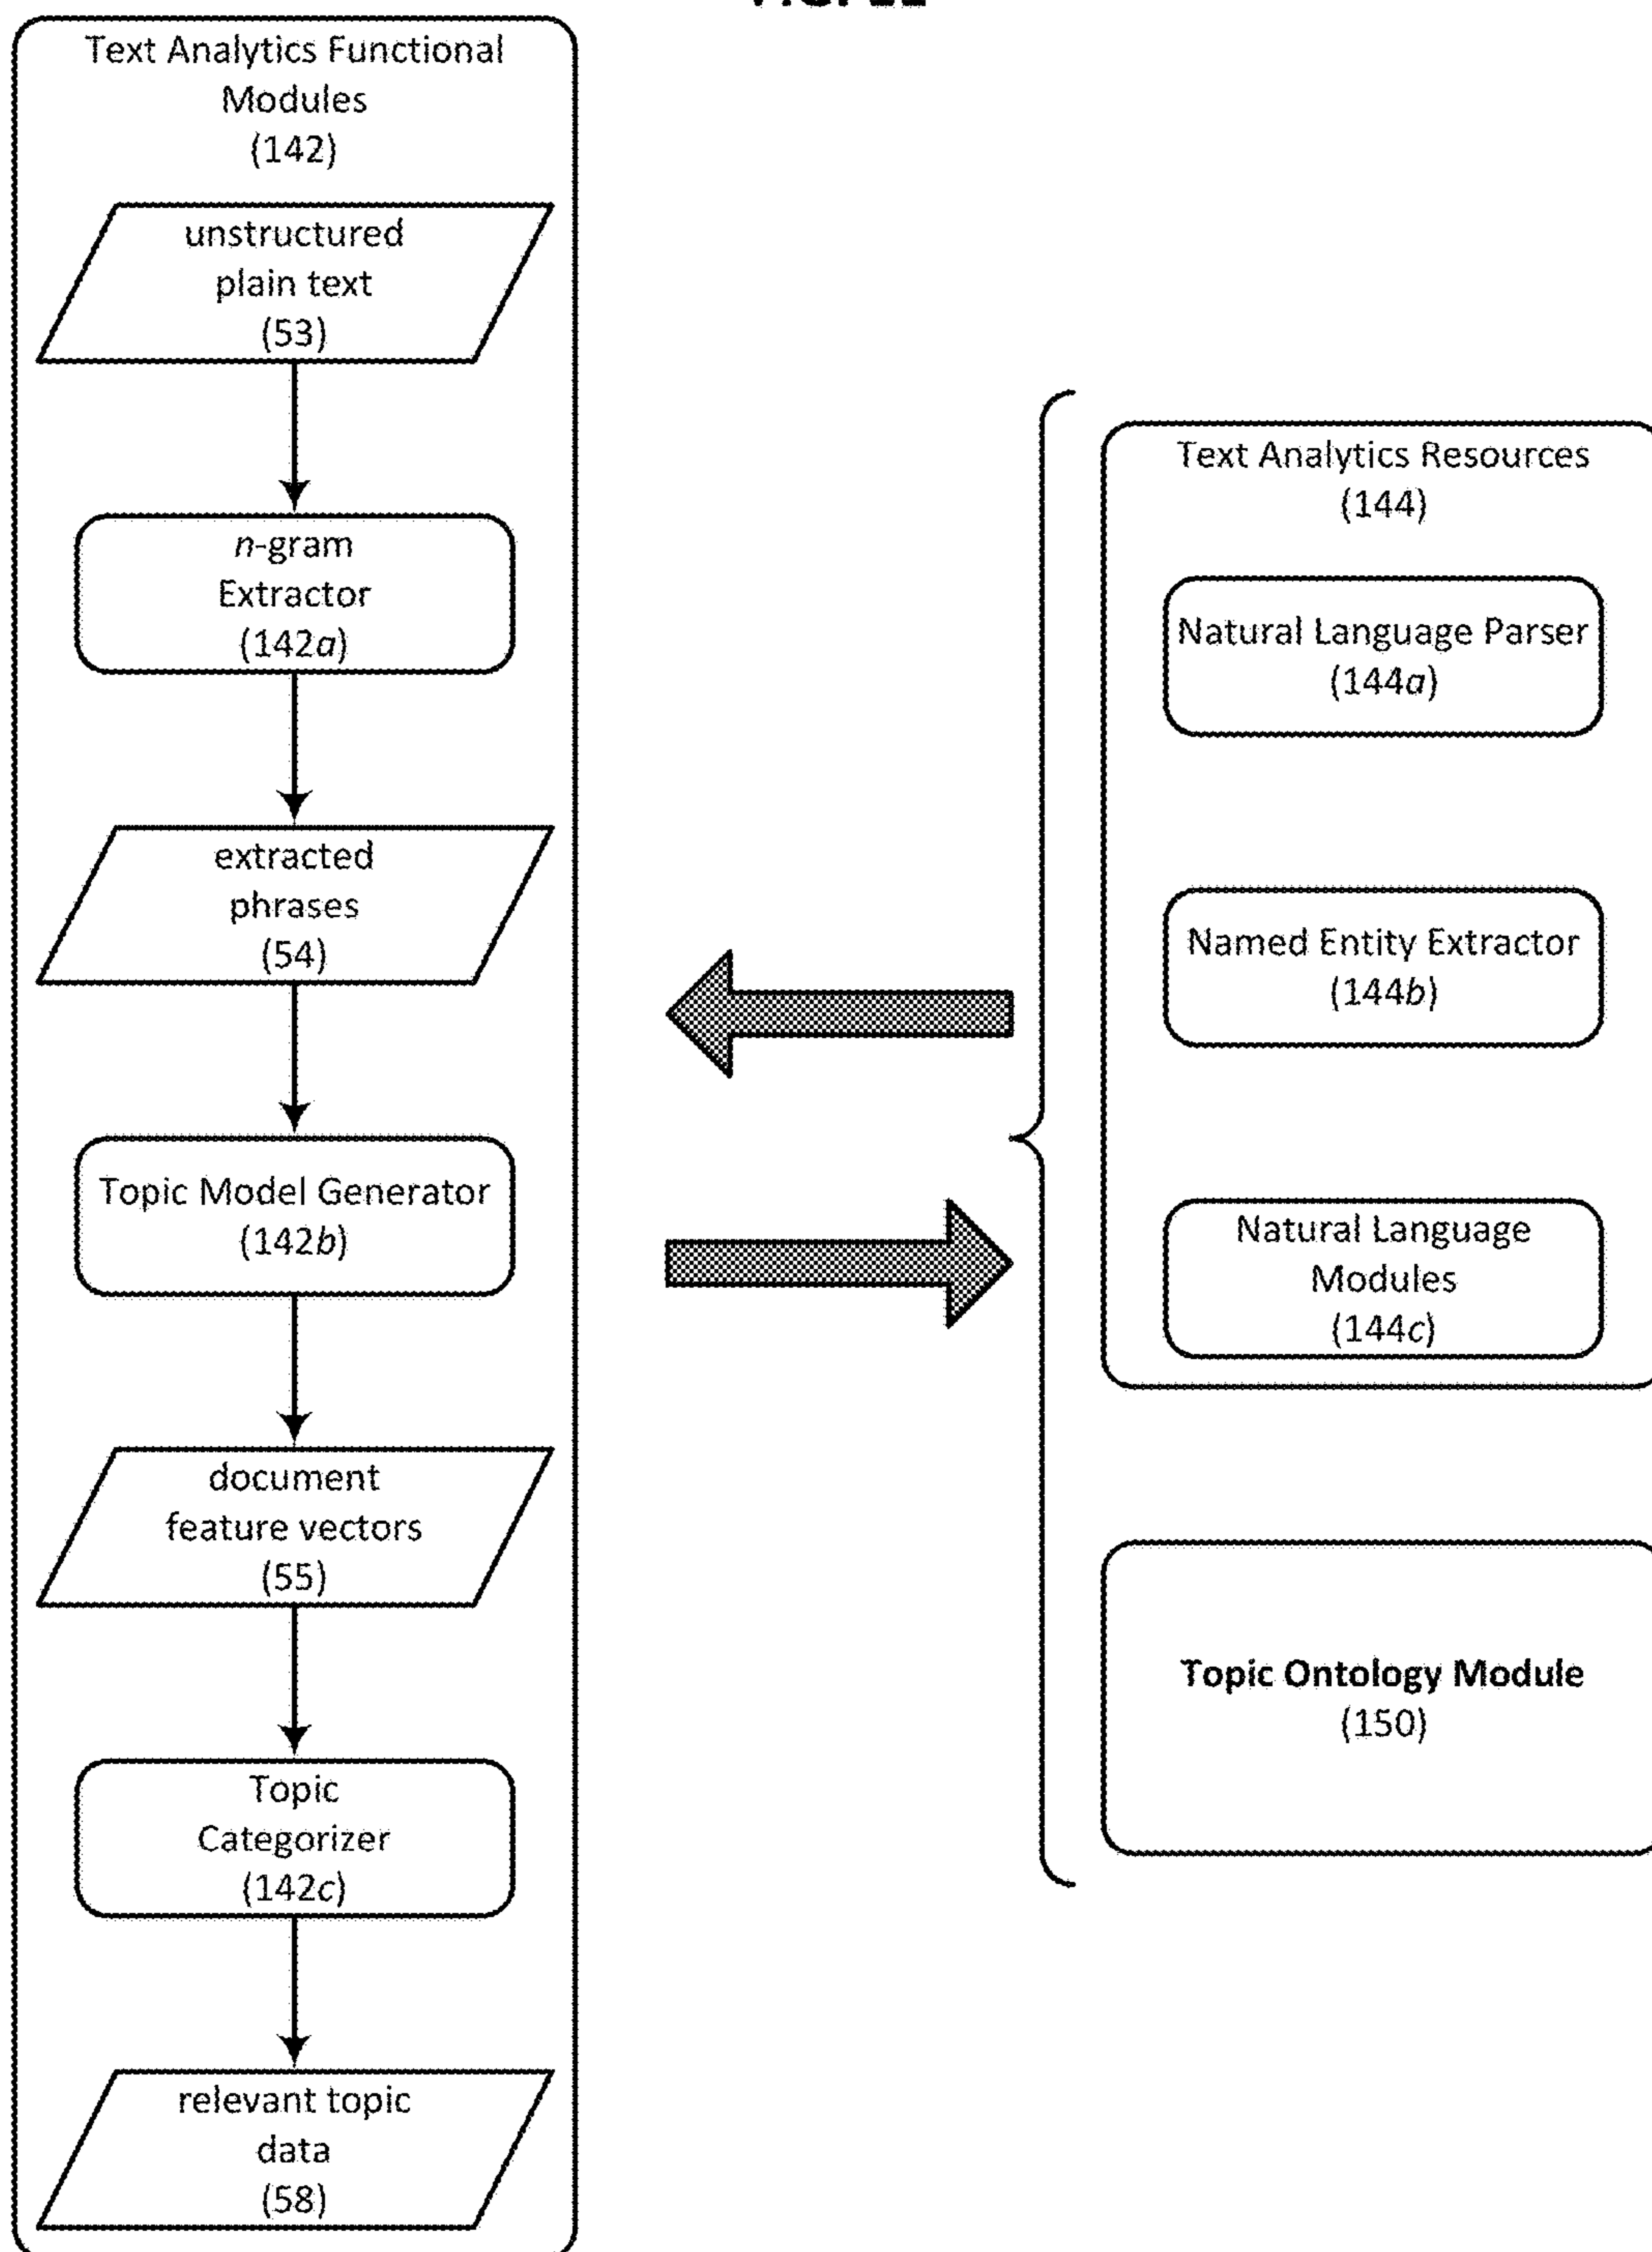 Text Analytics Functional
Modules
(142)
unstructured
plain text
(53)
n-gram
Extractor
(142a)
extracted
phrases
(54)
Topic Model Generator
(142b)
document
feature vectors
(55)
Topic
Categorizer
(142c)
relevant topic
data
(58)
Text Analytics Resources
(144)
Natural Language Parser
(144a)
Named Entity Extractor
(144b)
Natural Language
Modules
(144c)
Topic Ontology Module
(150)